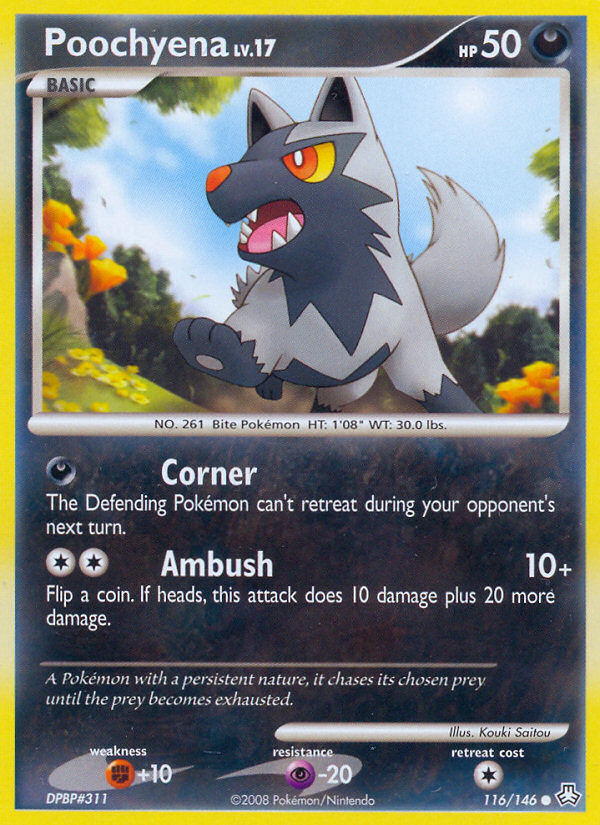 Poochyena LV.17 HP 50
BASIC
NO. 261 Bite Pokémon HT: 1'08" WT: 30.0 lbs.
Corner
The Defending Pokémon can't retreat during your opponent's
next turn.
Ambush 10+
Flip a coin. If heads, this attack does 10 damage plus 20 more
damage.
A Pokémon with a persistent nature, it chases its chosen prey
until the prey becomes exhausted.
Illus. Kouki Saitou
weakness resistance retreat cost
+10 -20
DPBP#311 ©2008 Pokémon/Nintendo 116/146